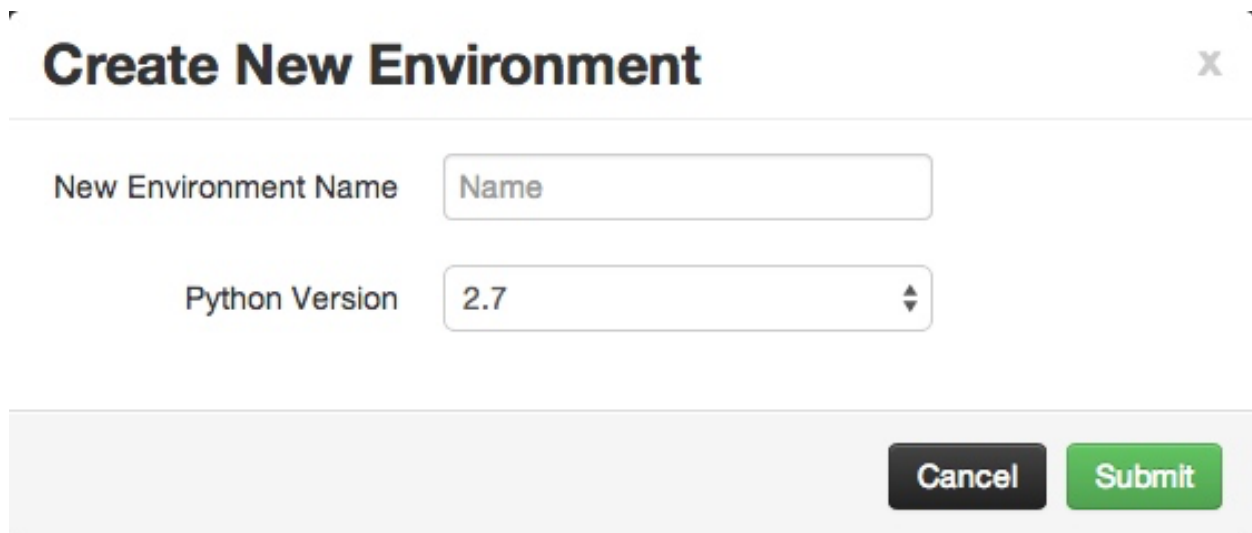 Create New Environment x
New Environment Name Name
Python Version 2.7
Cancel Submit